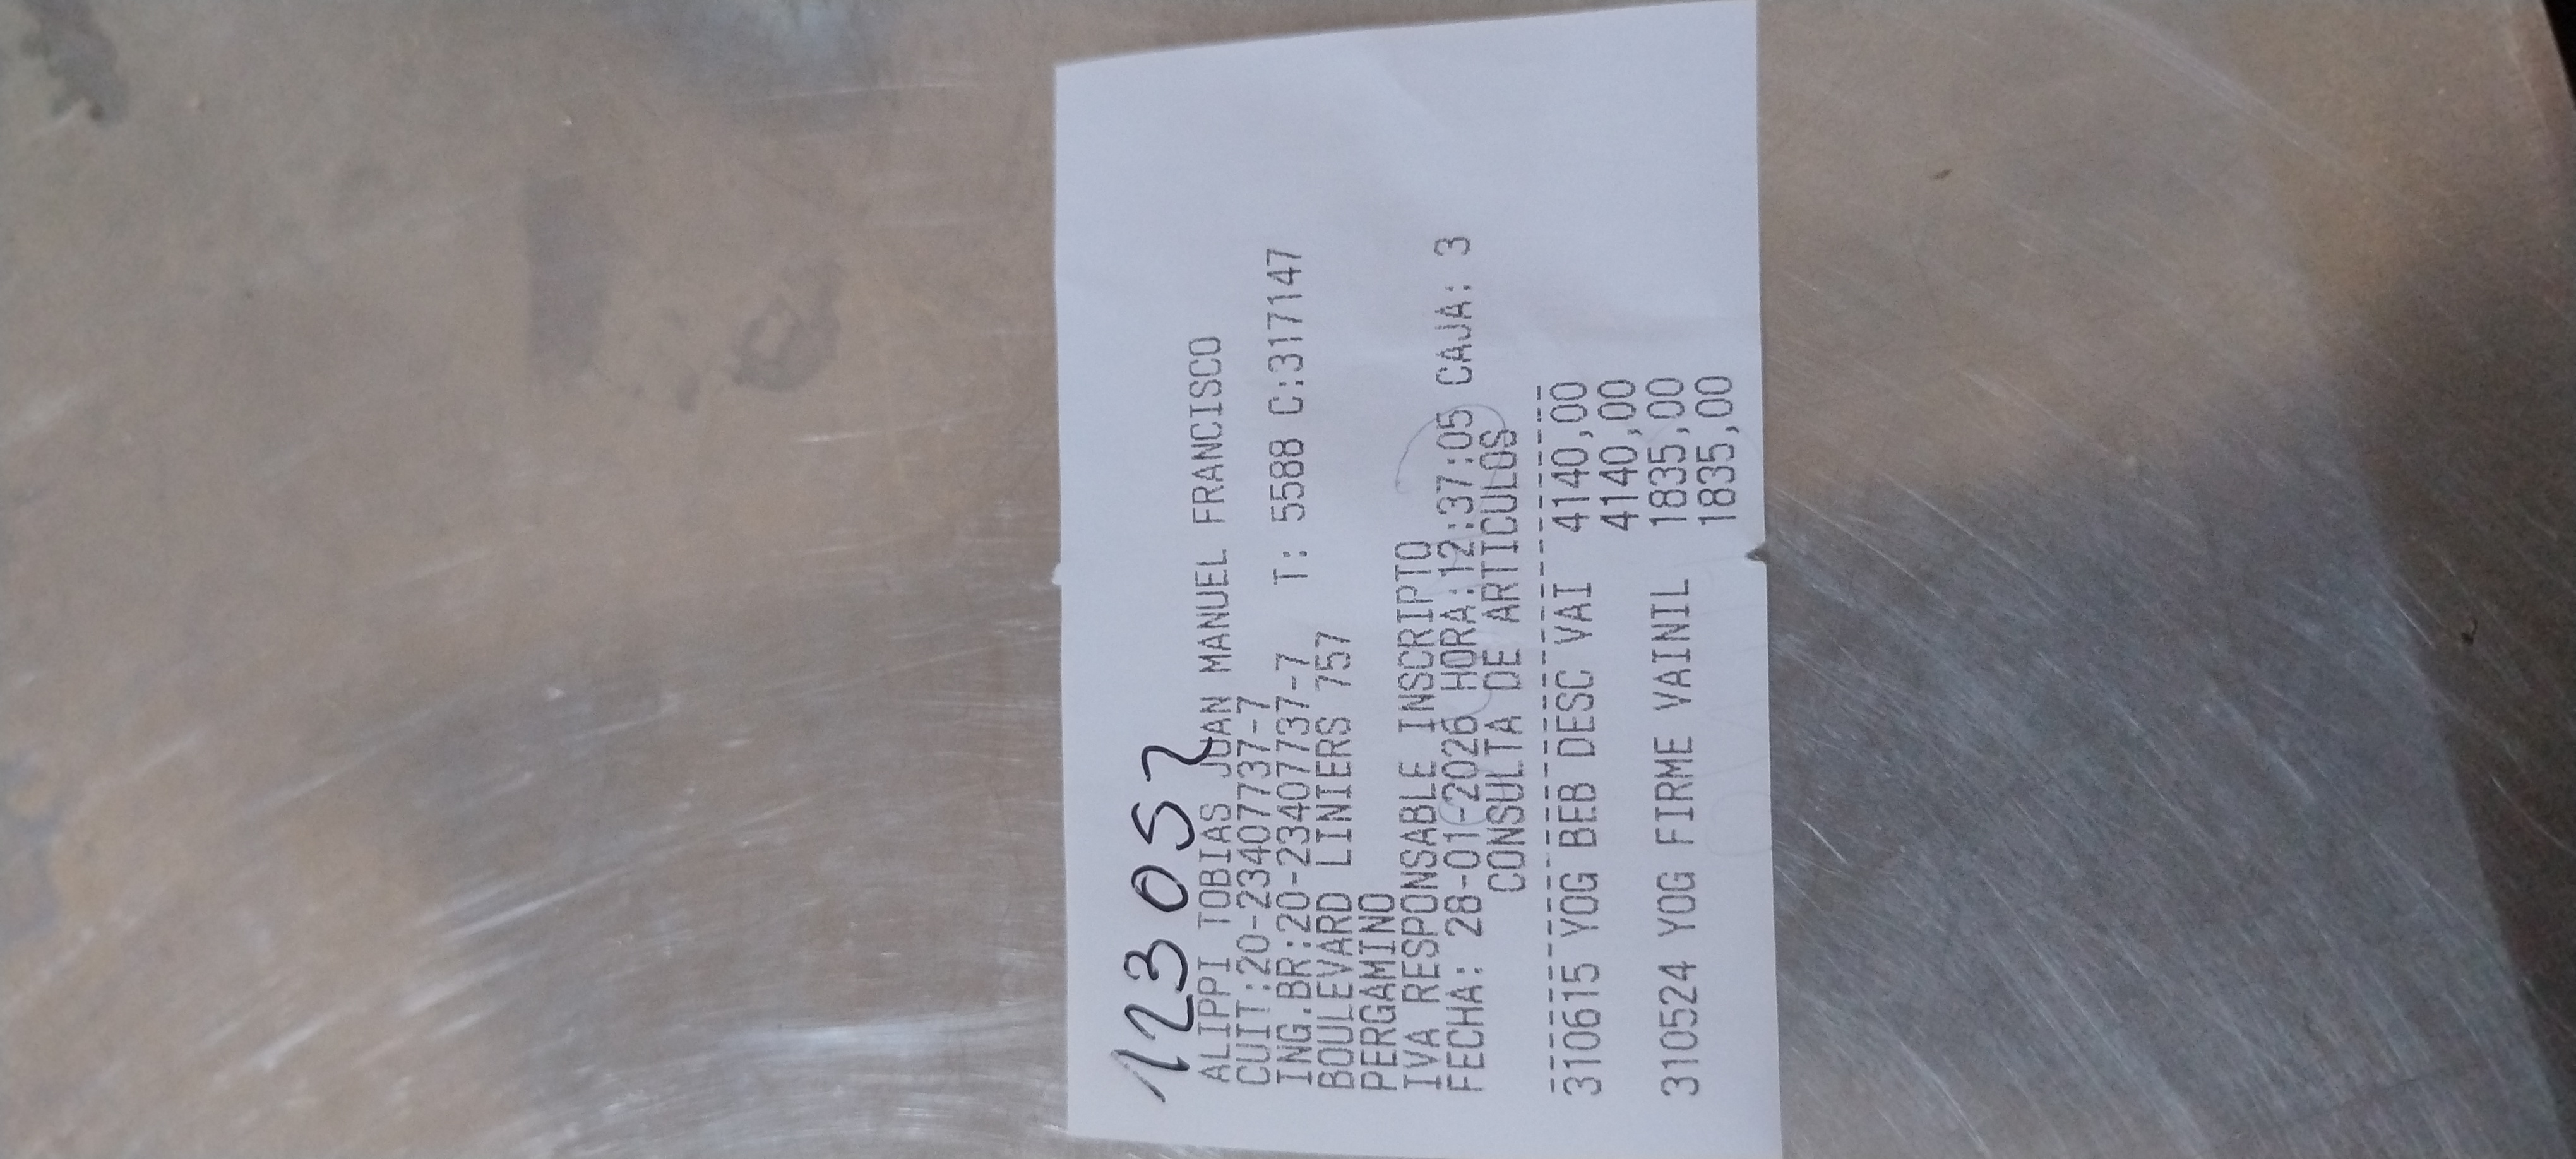 123052
ALIPPI TOBIAS JUAN MANUEL FRANCISCO
CUIT:20-23407737-7
ING.BR:20-23407737-7 T: 5588 C:317147
BOULEVARD LINIERS 757
PERGAMINO
IVA RESPONSABLE INSCRIPTO
FECHA: 28-01-2026 HORA:12:37:05 CAJA: 3
CONSULTA DE ARTICULOS
--------------------------------
310615 YOG BEB DESC VAI 4140,00
4140,00
310524 YOG FIRME VAINIL 1835,00
1835,00